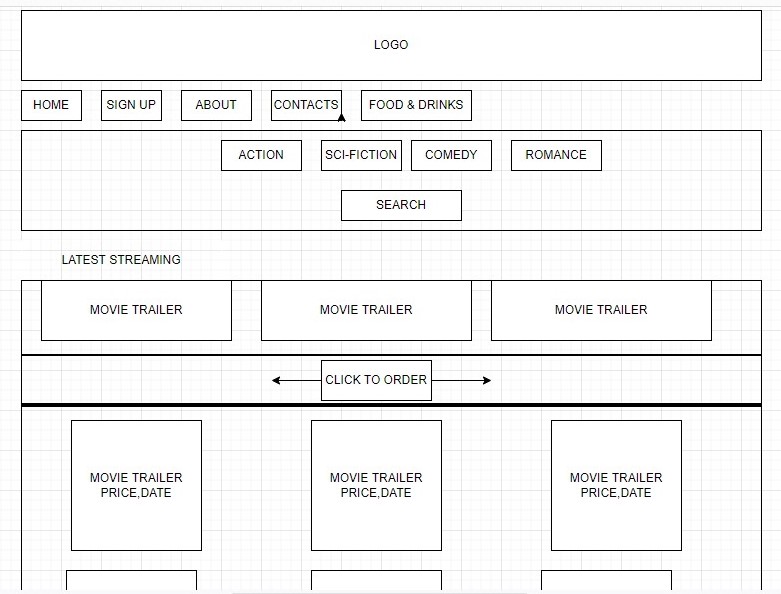 LOGO
HOME SIGN UP ABOUT CONTACTS FOOD & DRINKS
ACTION SCI-FICTION COMEDY ROMANCE
SEARCH
LATEST STREAMING
MOVIE TRAILER MOVIE TRAILER MOVIE TRAILER
CLICK TO ORDER
MOVIE TRAILER
PRICE,DATE
MOVIE TRAILER
PRICE,DATE
MOVIE TRAILER
PRICE,DATE